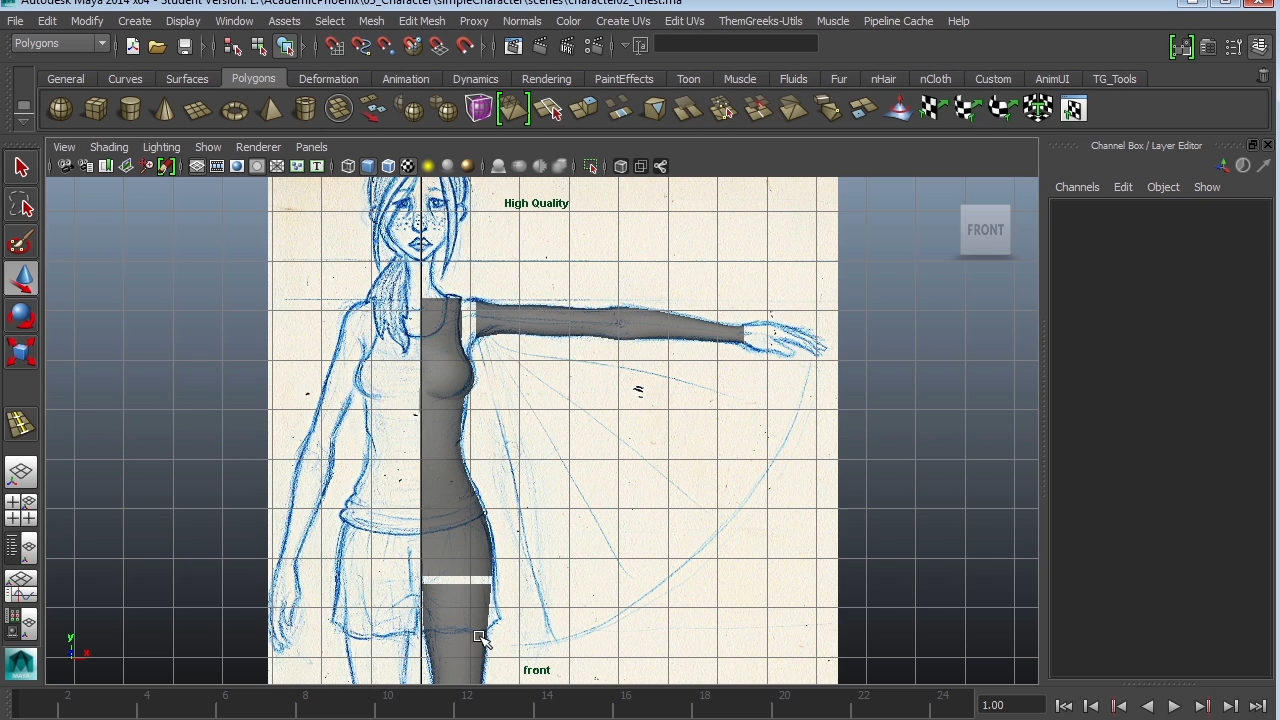 Autodesk Maya 2014 x64 - Student Version: E:\AcademicPhoenix\05_Character\simpleCharacter\scenes\character02_chest.ma
File Edit Modify Create Display Window Assets Select Mesh Edit Mesh Proxy Normals Color Create UVs Edit UVs ThemGreeks-Utils Muscle Pipeline Cache Help
Polygons
General Curves Surfaces Polygons Deformation Animation Dynamics Rendering PaintEffects Toon Muscle Fluids Fur nHair nCloth Custom AnimUI TG_Tools
View Shading Lighting Show Renderer Panels
Channel Box / Layer Editor
Channels Edit Object Show
High Quality
FRONT
y
x
front
2 4 6 8 10 12 14 16 18 20 22 24
1.00